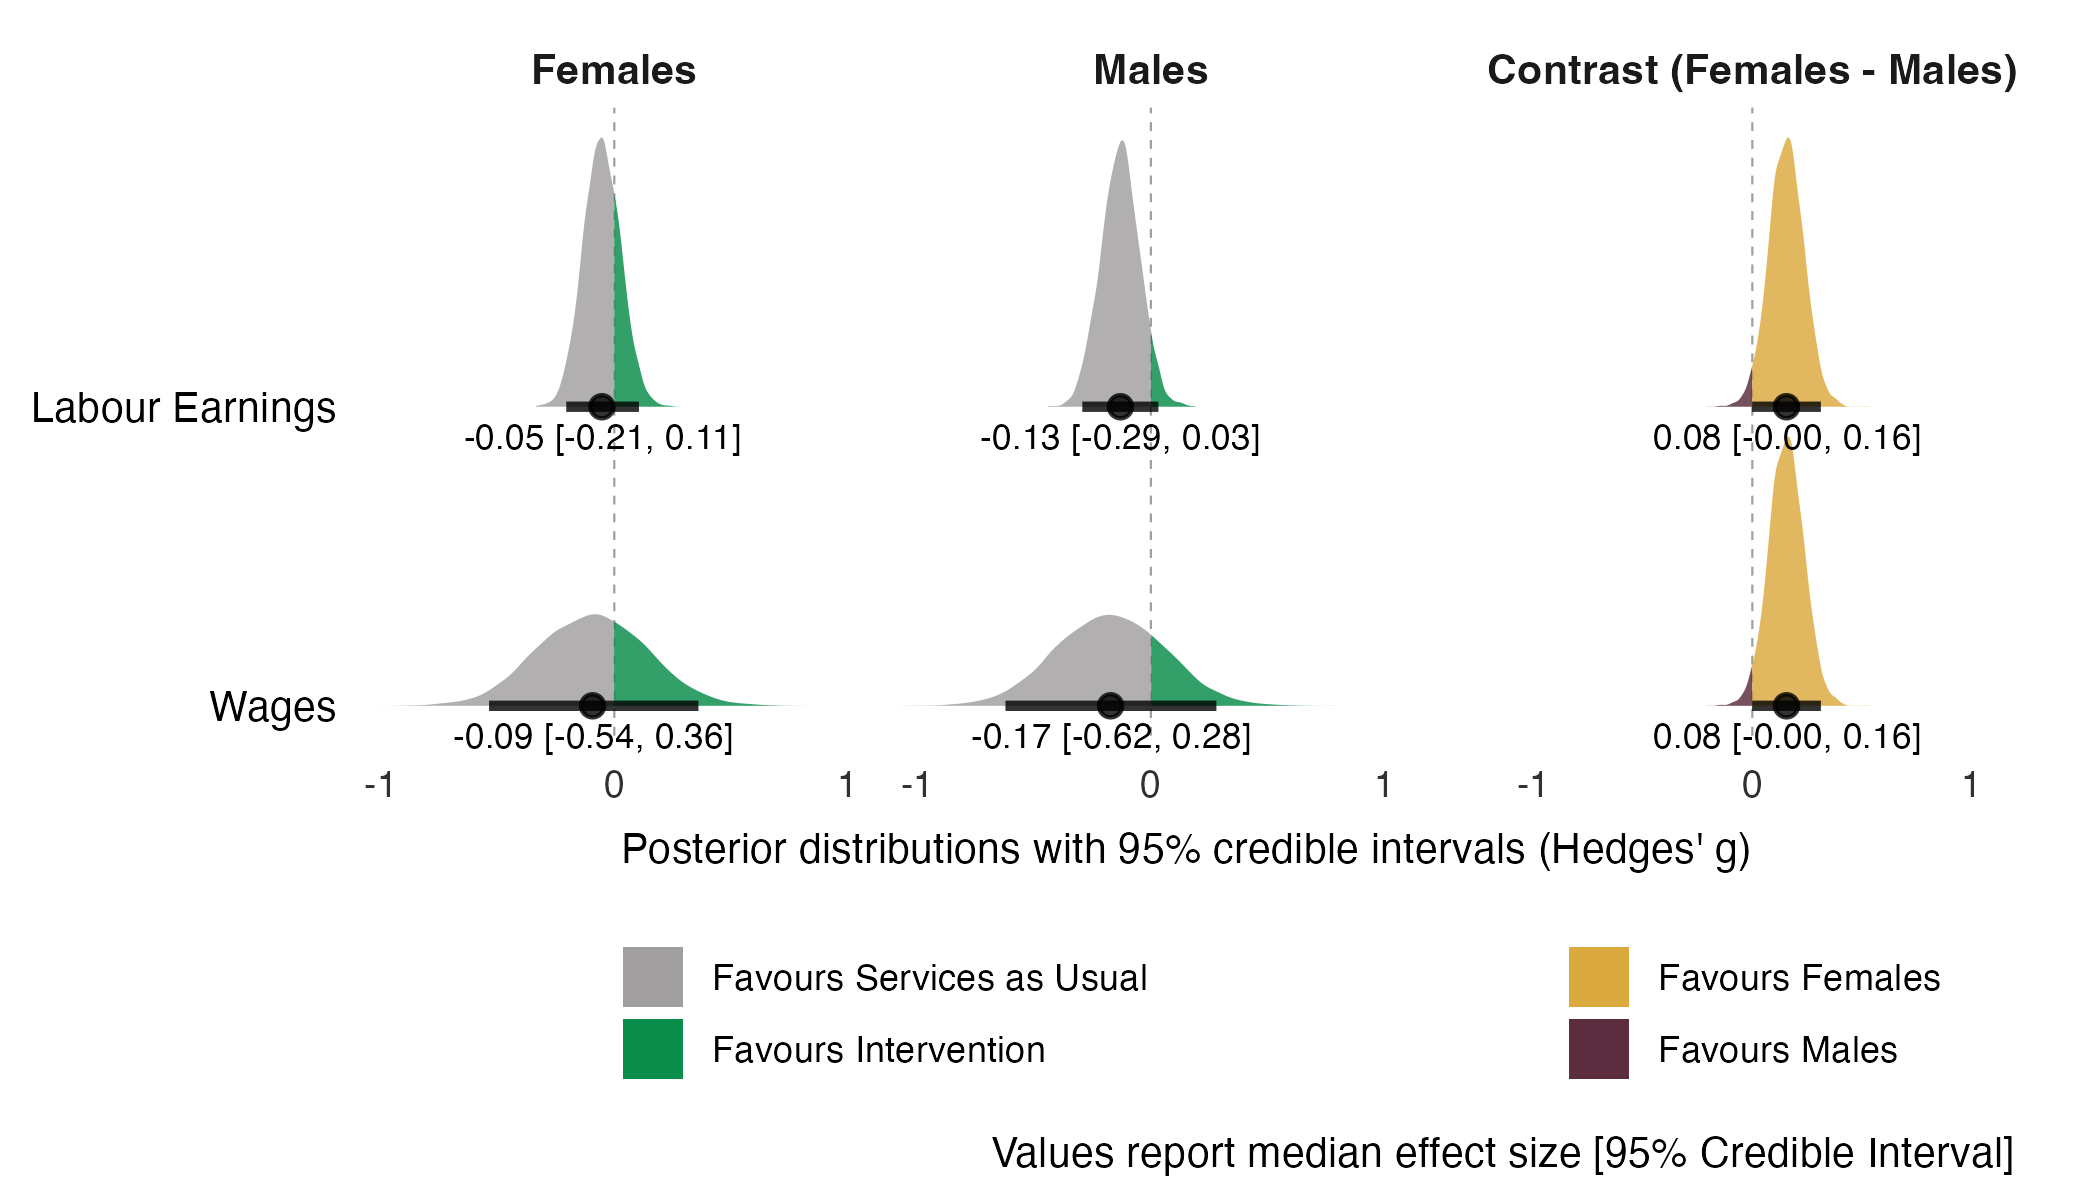 Females Males Contrast (Females - Males)
Labour Earnings
-0.05 [-0.21, 0.11] -0.13 [-0.29, 0.03] 0.08 [-0.00, 0.16]
Wages
-0.09 [-0.54, 0.36] -0.17 [-0.62, 0.28] 0.08 [-0.00, 0.16]
-1 0 1 -1 0 1 -1 0 1
Posterior distributions with 95% credible intervals (Hedges' g)
Favours Services as Usual Favours Females
Favours Intervention Favours Males
Values report median effect size [95% Credible Interval]